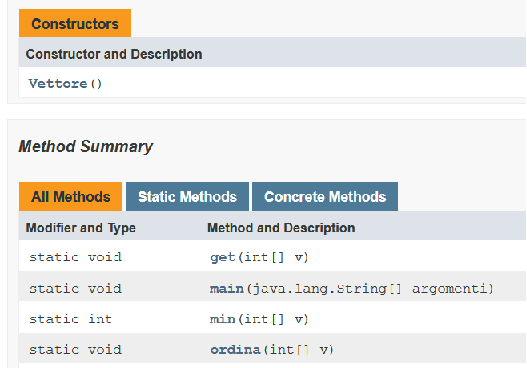 Constructors
Constructor and Description
Vettore()
Method Summary
All Methods Static Methods Concrete Methods
Modifier and Type Method and Description
static void get(int[] v)
static void main(java.lang.String[] argomenti)
static int min(int[] v)
static void ordina(int[] v)